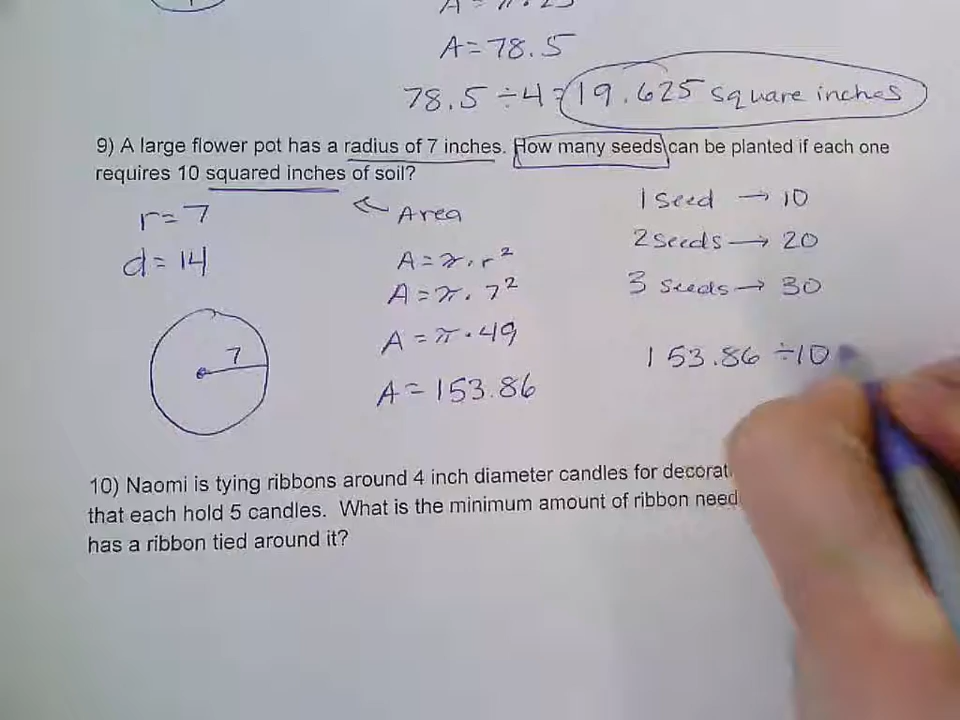 A = π.25
A = 78.5
78.5 ÷ 4 = 19.625 square inches
9) A large flower pot has a radius of 7 inches. How many seeds can be planted if each one
requires 10 squared inches of soil?
r = 7
d = 14
7
← Area
A = π . r²
A = π . 7²
A = π . 49
A = 153.86
1 seed → 10
2 seeds → 20
3 seeds → 30
153.86 ÷ 10
10) Naomi is tying ribbons around 4 inch diameter candles for
that each hold 5 candles. What is the minimum amount of ribbon
has a ribbon tied around it?